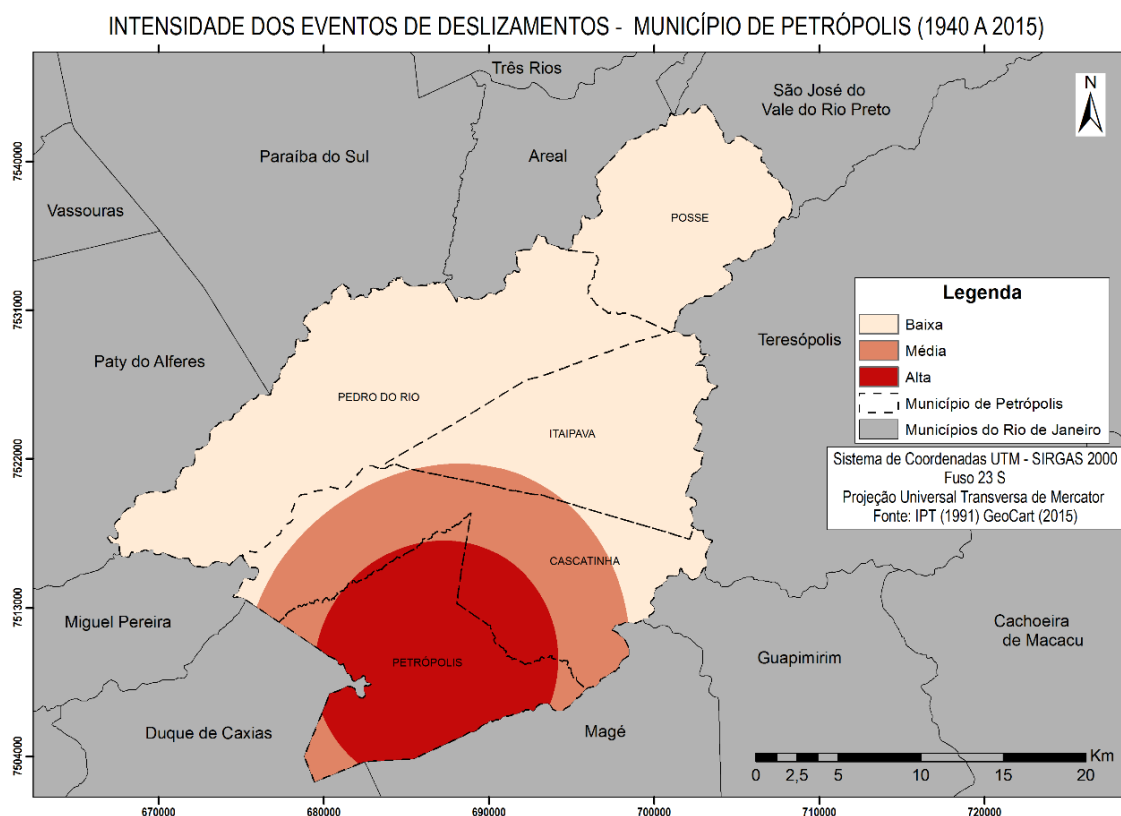 INTENSIDADE DOS EVENTOS DE DESLIZAMENTOS - MUNICÍPIO DE PETRÓPOLIS (1940 A 2015)
Três Rios
São José do
Vale do Rio Preto
N
Paraíba do Sul
Areal
7540000
Vassouras
POSSE
Legenda
Baixa
Média
Alta
Município de Petrópolis
Municípios do Rio de Janeiro
7531000
Teresópolis
Paty do Alferes
PEDRO DO RIO
ITAIPAVA
7522000
Sistema de Coordenadas UTM - SIRGAS 2000
Fuso 23 S
Projeção Universal Transversa de Mercator
Fonte: IPT (1991) GeoCart (2015)
CASCATINHA
7513000
Miguel Pereira
Cachoeira
de Macacu
PETRÓPOLIS
Guapimirim
Duque de Caxias
Magé
7504000
Km
0 2,5 5 10 15 20
670000 680000 690000 700000 710000 720000